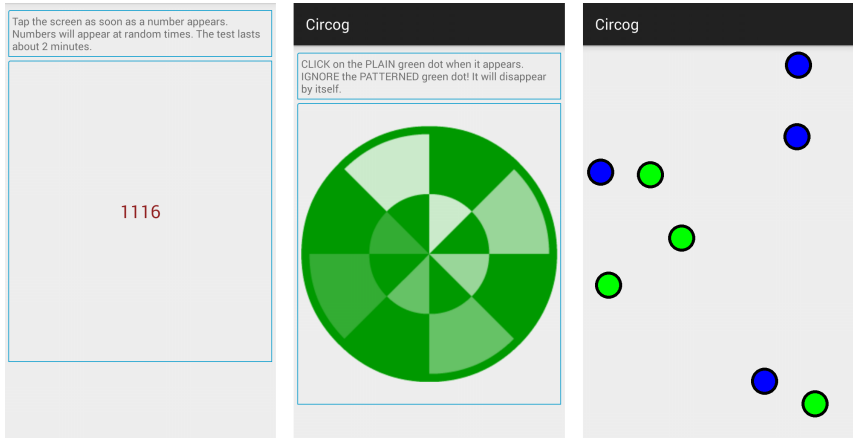 Tap the screen as soon as a number appears.
Numbers will appear at random times. The test lasts
about 2 minutes.
1116
Circog
CLICK on the PLAIN green dot when it appears.
IGNORE the PATTERNED green dot! It will disappear
by itself.
Circog